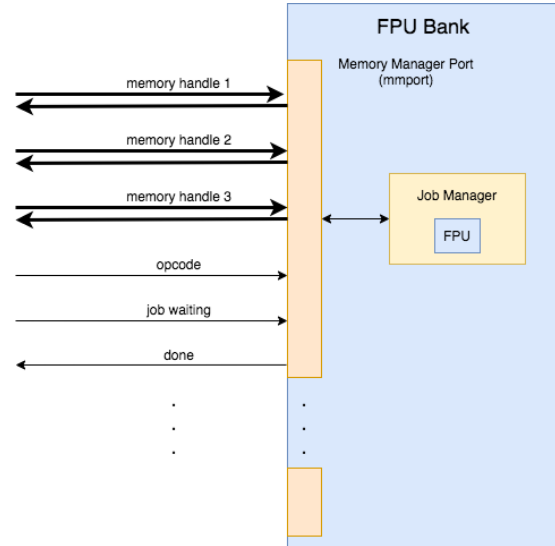 FPU Bank
Memory Manager Port
(mmport)
memory handle 1
memory handle 2
memory handle 3
Job Manager
FPU
opcode
job waiting
done